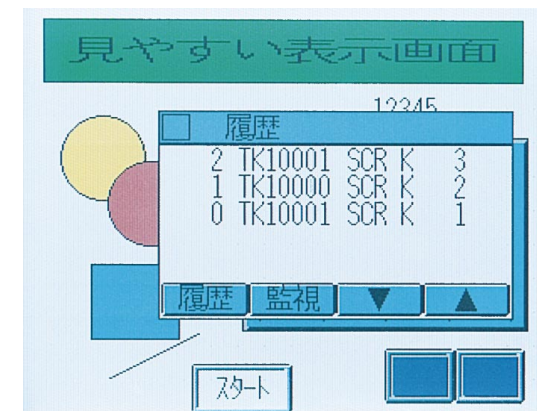 見やすい表示画面
12345
履歴
2 TK10001 SCR K 3
1 TK10000 SCR K 2
0 TK10001 SCR K 1
履歴 監視 ▼ ▲
スタート